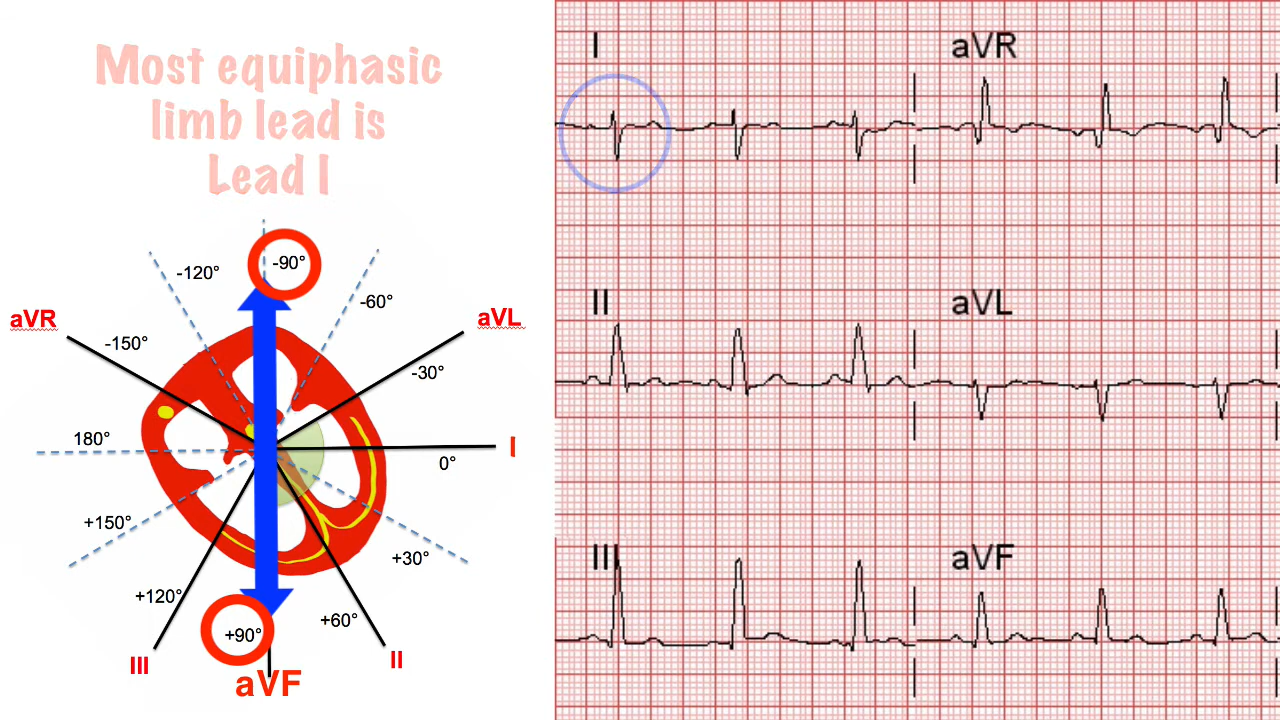 Most equiphasic
limb lead is
Lead I
-90°
-120°
-60°
aVR
aVL
-150°
-30°
180°
I
0°
+150°
+30°
+120°
+60°
+90°
III
II
aVF
I
aVR
II
aVL
III
aVF